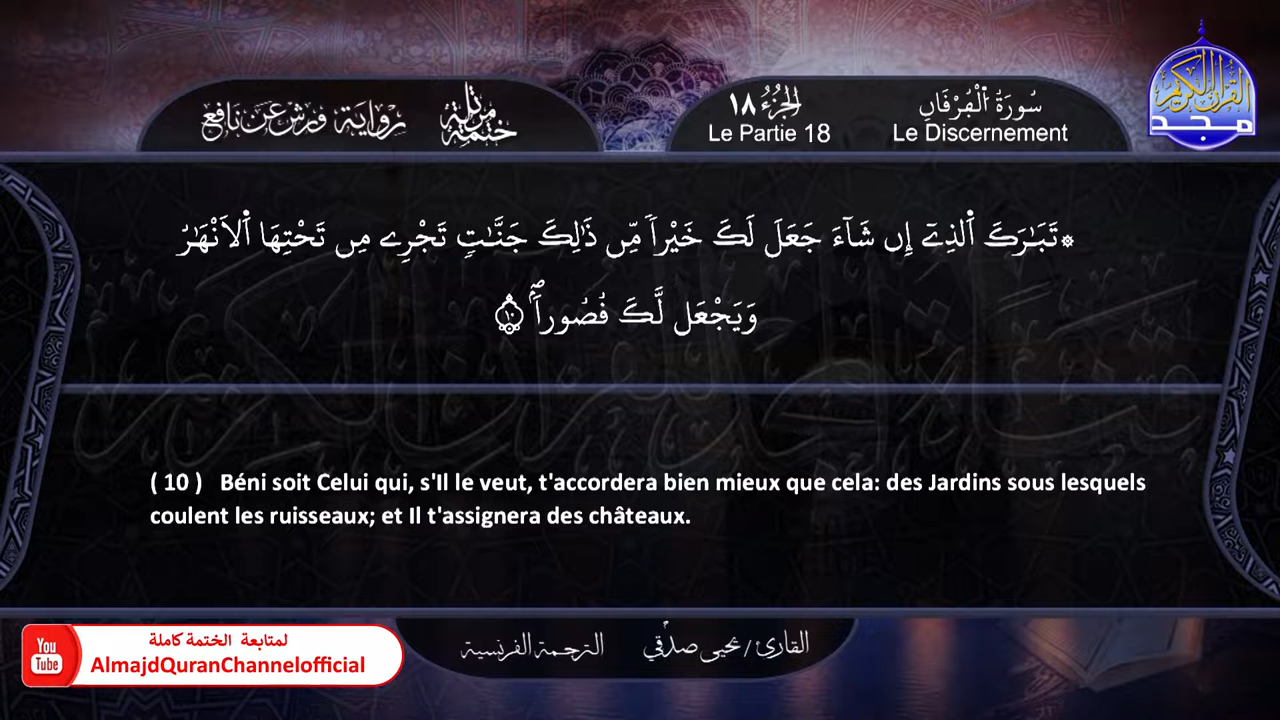 ختمة مرتلة رواية ورش عن نافع
الجزء ١٨
Le Partie 18
سُورَةُ اُلْفُرْقَانِ
Le Discernement
القرآن الكريم
مجد
۞ تَبَٰرَكَ اَ۬لذِےٓ إِن شَآءَ جَعَلَ لَكَ خَيْراٗ مِّن ذَٰلِكَ جَنَّٰتٖ تَجْرِے مِن تَحْتِهَا اَ۬لَانْهَٰرُ
وَيَجْعَل لَّكَ قُصُوراَۖ ١٠
( 10 ) Béni soit Celui qui, s'Il le veut, t'accordera bien mieux que cela: des Jardins sous lesquels
coulent les ruisseaux; et Il t'assignera des châteaux.
You
Tube
لمتابعة الختمة كاملة
AlmajdQuranChannelofficial
القارئ / يحيى صدقي الترجمة الفرنسية